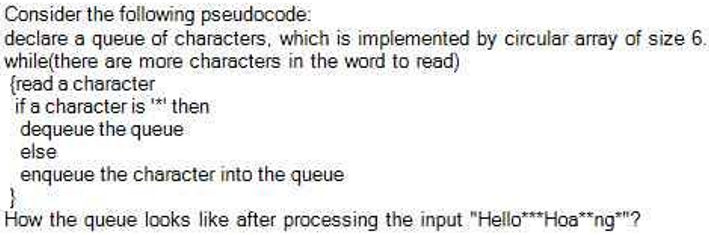 Consider the following pseudocode:
declare a queue of characters, which is implemented by circular array of size 6.
while(there are more characters in the word to read)
{read a character
if a character is '*' then
dequeue the queue
else
enqueue the character into the queue
}
How the queue looks like after processing the input "Hello***Hoa**ng*"?